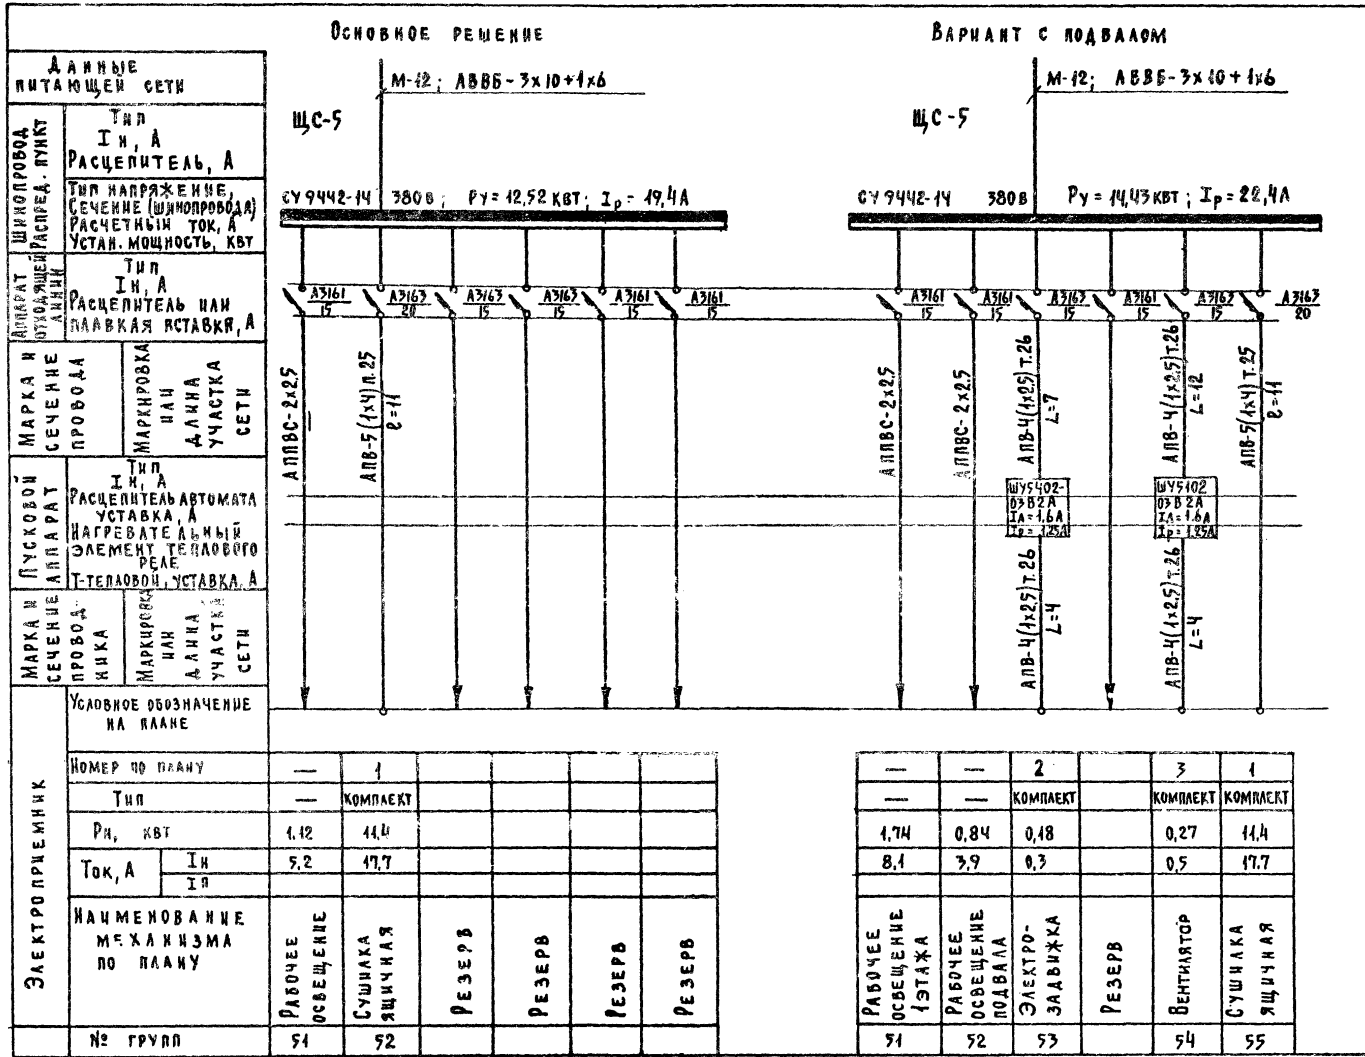 Основное решение
Вариант с подвалом
Данные
питающей сети
М-12; АВВБ-3х10+1х6
М-12; АВВБ-3х10+1х6
ЩС-5
ЩС-5
Шинопровод
Распред. пункт
Тип
Iн, А
Расцепитель, А
Тип напряжение,
Сечение (шинопровода)
Расчетный ток, А
Устан. мощность, квт
СУ 9442-14 380в; Ру=12,52 квт; Iр-19,4А
СУ 9442-14 380в Ру=14,43квт; Iр=22,4А
Аппарат
отходящей
линии
Тип
Iн, А
Расцепитель или
плавкая вставка, А
А3161
15
А3163
20
А3163
15
А3163
15
А3161
15
А3161
15
А3161
15
А3161
15
А3163
15
А3161
15
А3163
15
А3163
20
Марка и
сечение
провода
Маркировка
или
длина
участка
сети
АППВС-2х2,5
АПВ-5(1х4)п.25
ℓ=11
АППВС-2х2,5
АППВС-2х2,5
АПВ-4(1х2,5)т.26
L=7
АПВ-4(1х2,5)т.26
L=12
АПВ-5(1х4)т.25
ℓ=11
Пусковой
аппарат
Тип
Iн, А
Расцепитель автомата
уставка, А
Нагревательный
элемент теплового
реле
Т-тепловой, уставка, А
ШУ5402-
03В2А
IА=1.6А
Iр=1.25А
ШУ5102
03В2А
IА=1.6А
Iр=1.25А
Марка и
сечение
провод-
ника
Маркировка
или
длина
участка
сети
АПВ-4(1х2,5)т.26
L=4
АПВ-4(1х2,5)т.26
L=4
Электроприемник
Условное обозначение
на плане
Номер по плану
— 1
— — 2 3 1
Тип
— комплект
— — комплект комплект комплект
Рн, квт
1,12 11,4
1,74 0,84 0,18 0,27 11,4
Ток, А
Iн
5,2 17,7
8,1 3,9 0,3 0,5 17.7
Iп
Наименование
механизма
по плану
Рабочее
освещение
Сушилка
ящичная
Резерв
Резерв
Резерв
Резерв
Рабочее
освещение
1этажа
Рабочее
освещение
подвала
Электро-
задвижка
Резерв
Вентилятор
Сушилка
ящичная
№ групп
51 52
51 52 53 54 55